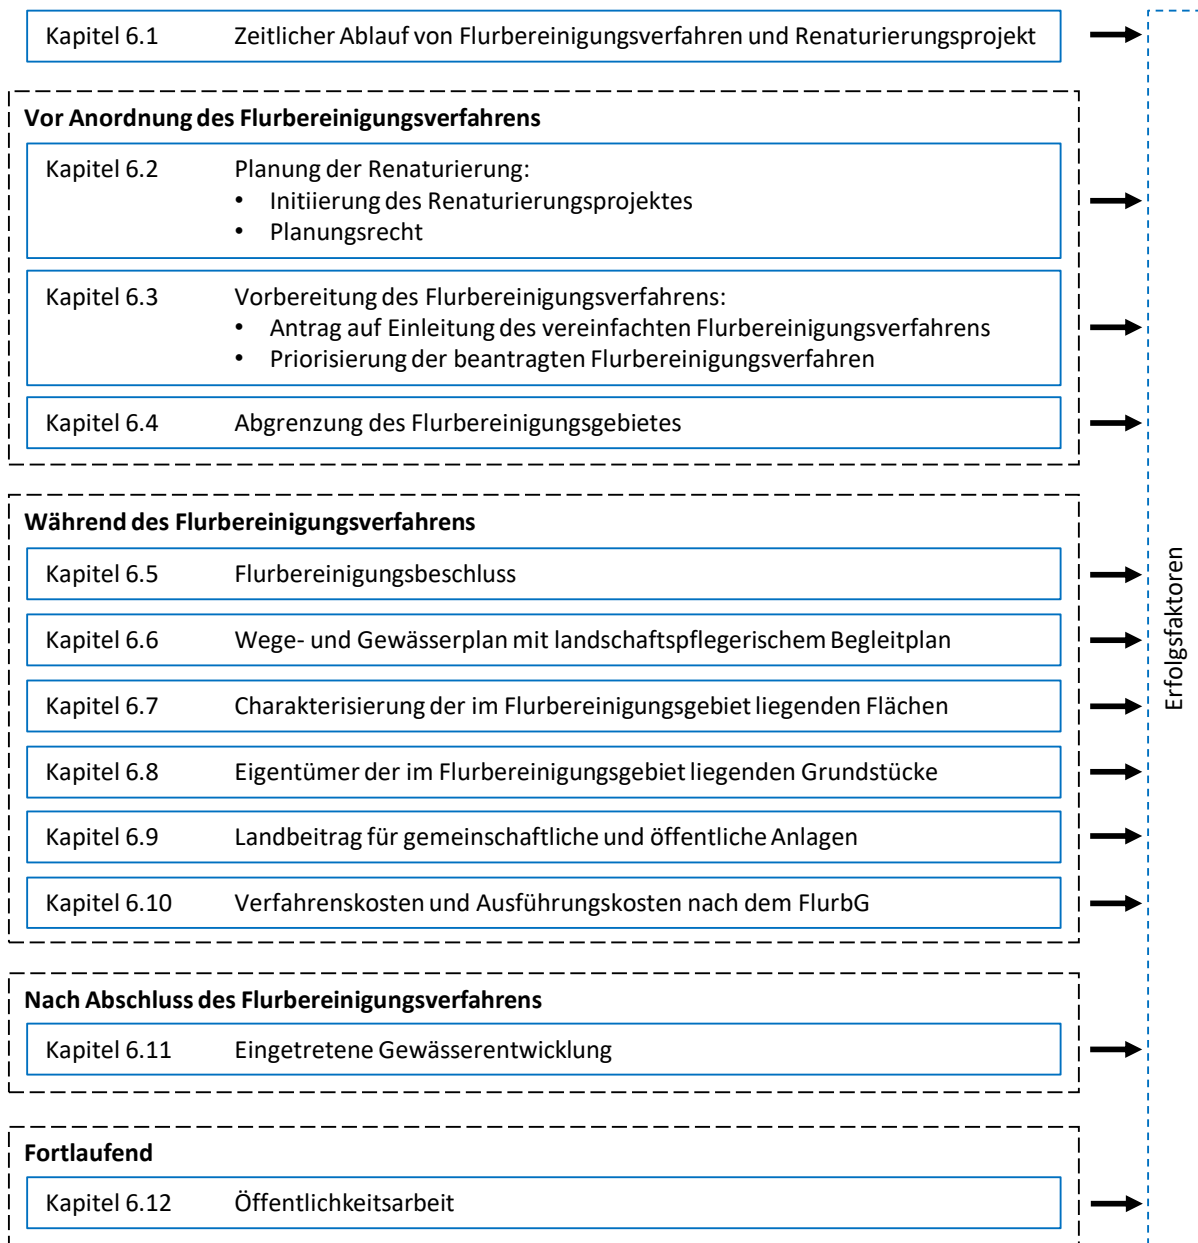 Kapitel 6.1 Zeitlicher Ablauf von Flurbereinigungsverfahren und Renaturierungsprojekt
Vor Anordnung des Flurbereinigungsverfahrens
Kapitel 6.2 Planung der Renaturierung:
• Initiierung des Renaturierungsprojektes
• Planungsrecht
Kapitel 6.3 Vorbereitung des Flurbereinigungsverfahrens:
• Antrag auf Einleitung des vereinfachten Flurbereinigungsverfahrens
• Priorisierung der beantragten Flurbereinigungsverfahren
Kapitel 6.4 Abgrenzung des Flurbereinigungsgebietes
Während des Flurbereinigungsverfahrens
Kapitel 6.5 Flurbereinigungsbeschluss
Kapitel 6.6 Wege- und Gewässerplan mit landschaftspflegerischem Begleitplan
Kapitel 6.7 Charakterisierung der im Flurbereinigungsgebiet liegenden Flächen
Kapitel 6.8 Eigentümer der im Flurbereinigungsgebiet liegenden Grundstücke
Kapitel 6.9 Landbeitrag für gemeinschaftliche und öffentliche Anlagen
Kapitel 6.10 Verfahrenskosten und Ausführungskosten nach dem FlurbG
Nach Abschluss des Flurbereinigungsverfahrens
Kapitel 6.11 Eingetretene Gewässerentwicklung
Fortlaufend
Kapitel 6.12 Öffentlichkeitsarbeit
Erfolgsfaktoren